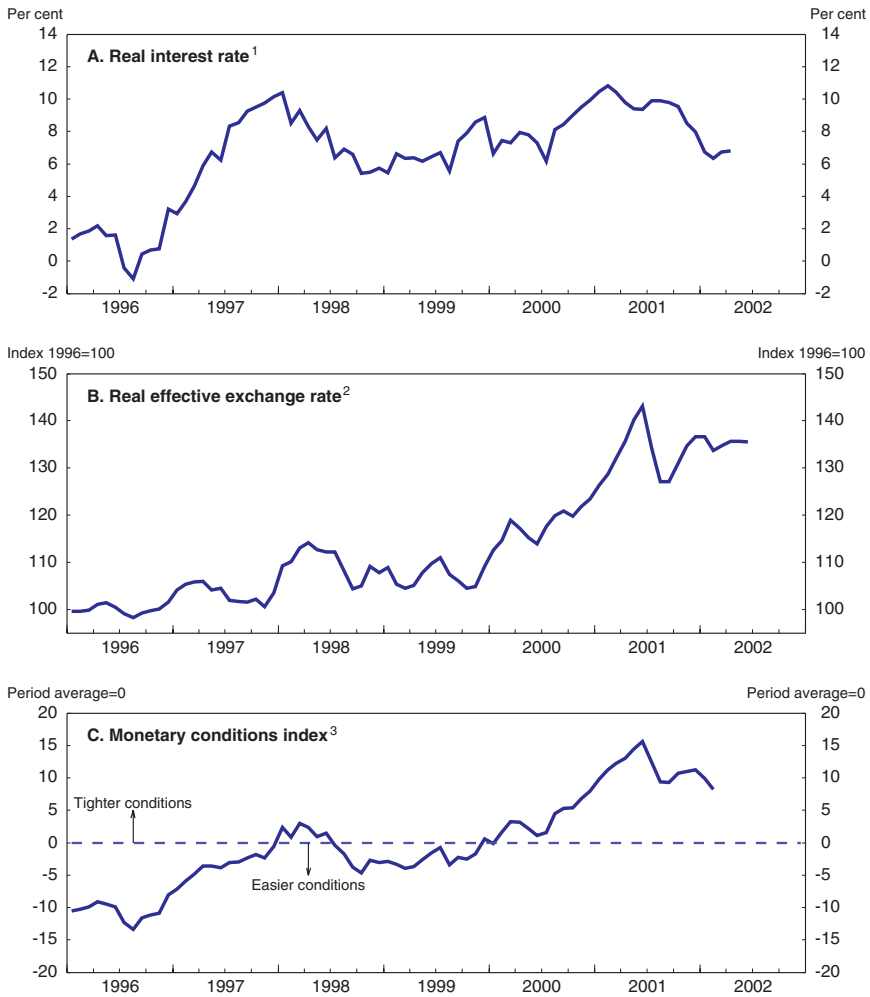 Per cent Per cent
14 14
A. Real interest rate¹
12 12
10 10
8 8
6 6
4 4
2 2
0 0
-2 -2
1996 1997 1998 1999 2000 2001 2002
Index 1996=100 Index 1996=100
150 150
B. Real effective exchange rate²
140 140
130 130
120 120
110 110
100 100
1996 1997 1998 1999 2000 2001 2002
Period average=0 Period average=0
20 20
C. Monetary conditions index³
15 15
10 10
Tighter conditions
5 5
0 0
-5 -5
Easier conditions
-10 -10
-15 -15
-20 -20
1996 1997 1998 1999 2000 2001 2002